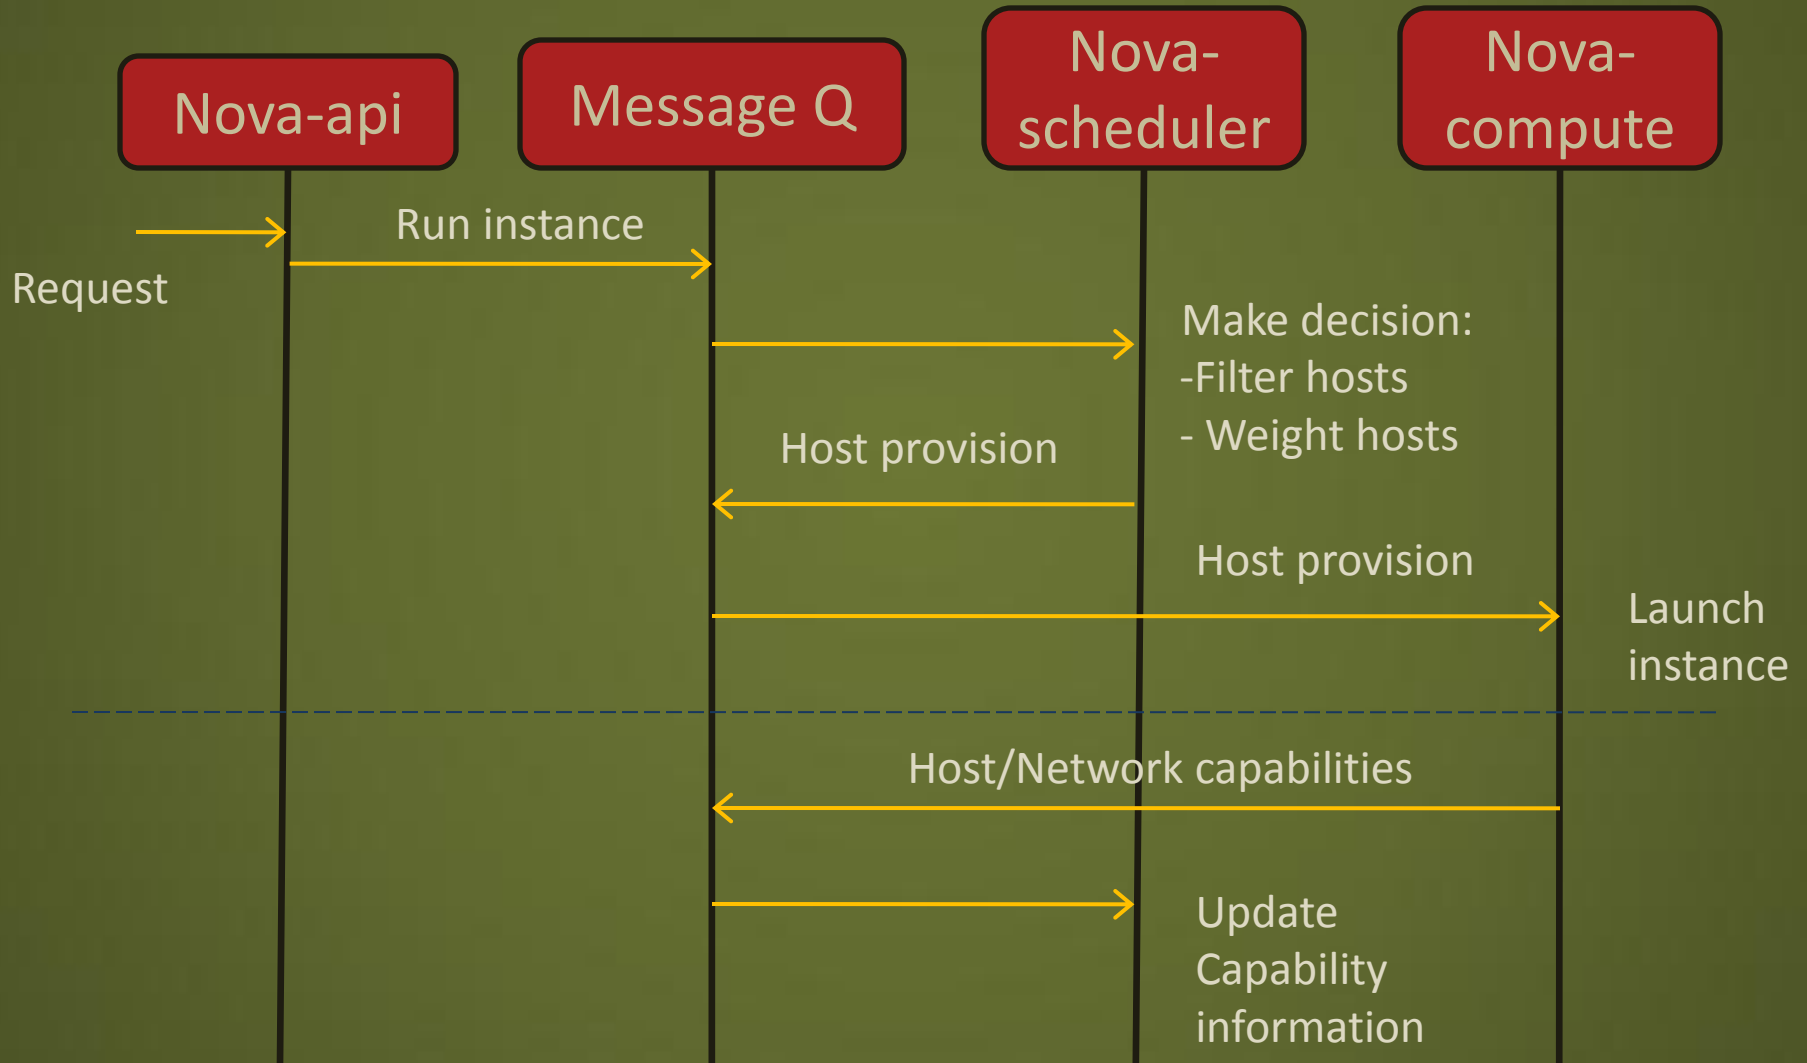 Nova-api
Message Q
Nova-
scheduler
Nova-
compute
Run instance
Request
Make decision:
-Filter hosts
- Weight hosts
Host provision
Host provision
Launch
instance
Host/Network capabilities
Update
Capability
information